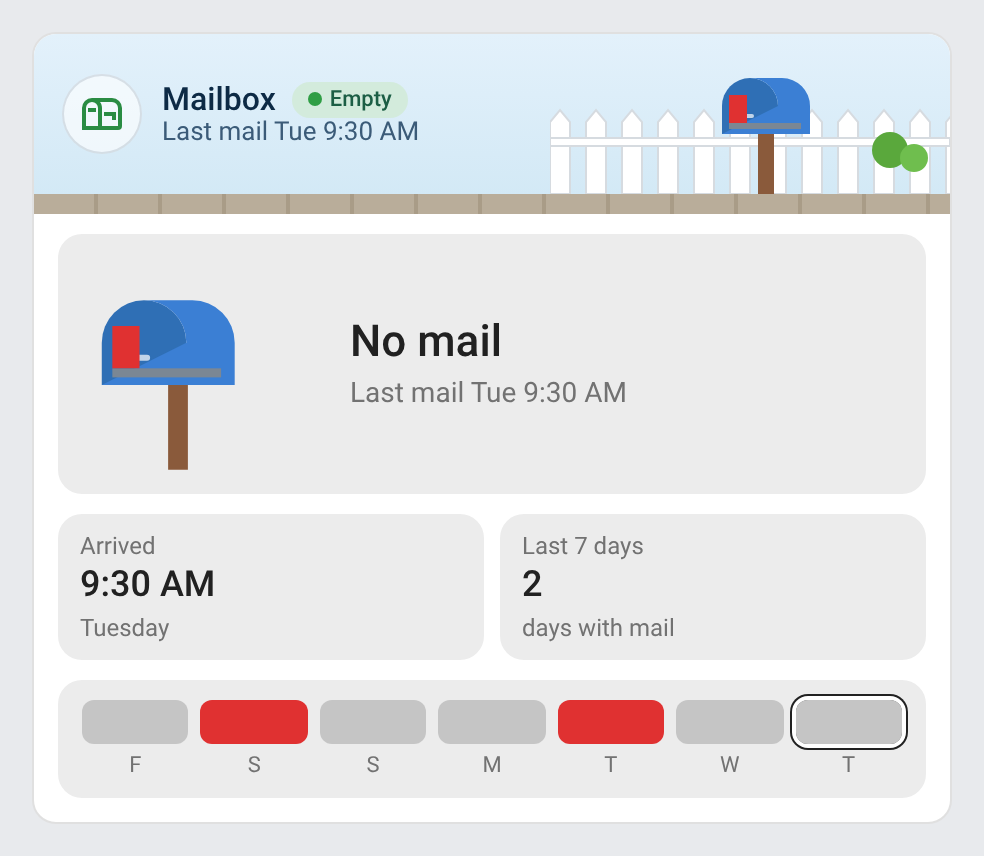 Mailbox
Empty
Last mail Tue 9:30 AM
No mail
Last mail Tue 9:30 AM
Arrived
9:30 AM
Tuesday
Last 7 days
2
days with mail
F S S M T W T